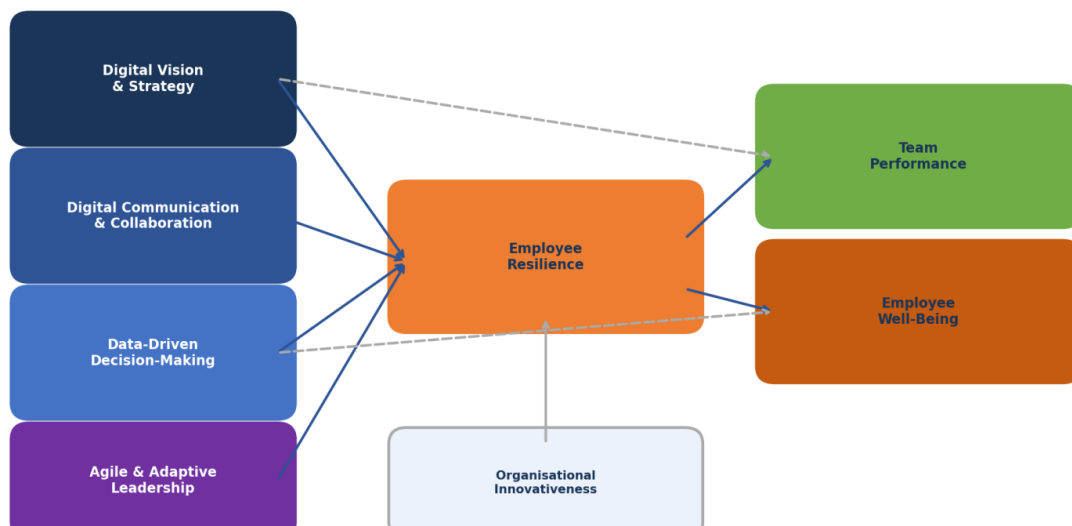 Digital Vision
& Strategy
Digital Communication
& Collaboration
Data-Driven
Decision-Making
Agile & Adaptive
Leadership
Employee
Resilience
Organisational
Innovativeness
Team
Performance
Employee
Well-Being